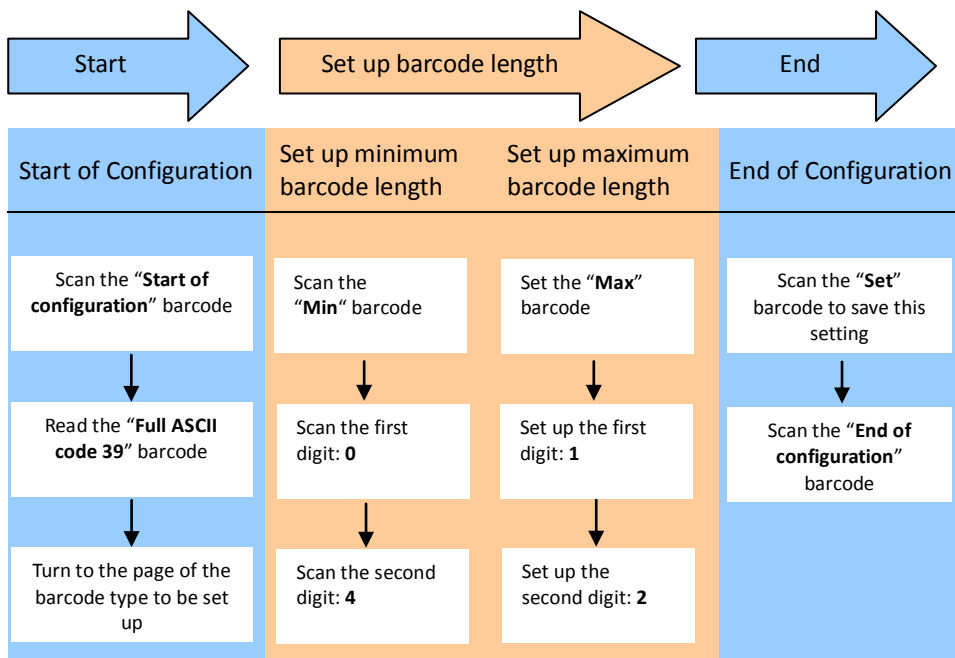 Start
Set up barcode length
End
Start of Configuration
Set up minimum
barcode length
Set up maximum
barcode length
End of Configuration
Scan the “Start of
configuration” barcode
Read the “Full ASCII
code 39” barcode
Turn to the page of the
barcode type to be set
up
Scan the
“Min“ barcode
Scan the first
digit: 0
Scan the second
digit: 4
Set the “Max”
barcode
Set up the first
digit: 1
Set up the
second digit: 2
Scan the “Set”
barcode to save this
setting
Scan the “End of
configuration”
barcode